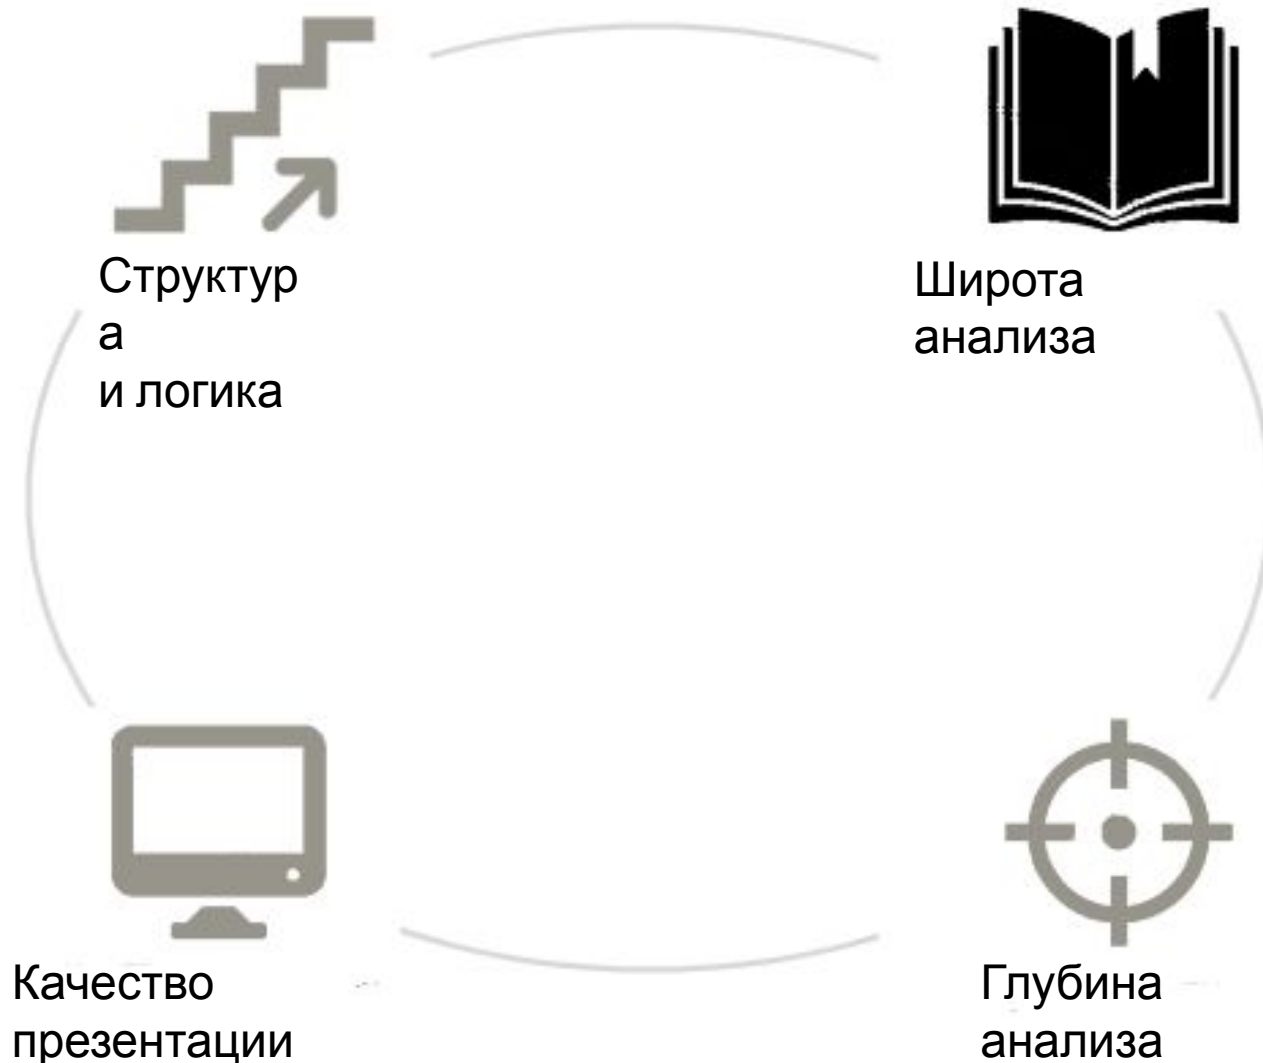 Структур
а
и логика
Широта
анализа
Качество
презентации
Глубина
анализа